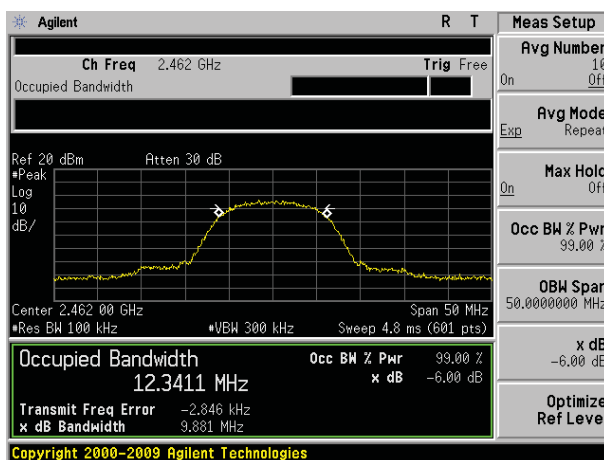 Agilent R T Meas Setup
Avg Number
10
On Off
Ch Freq 2.462 GHz Trig Free
Occupied Bandwidth
Avg Mode
Exp Repeat
Ref 20 dBm Atten 30 dB
#Peak
Log
10
dB/
Max Hold
On Off
Occ BW % Pwr
99.00 %
OBW Span
50.0000000 MHz
Center 2.462 00 GHz Span 50 MHz
#Res BW 100 kHz #VBW 300 kHz Sweep 4.8 ms (601 pts)
x dB
-6.00 dB
Occupied Bandwidth Occ BW % Pwr 99.00 %
12.3411 MHz x dB -6.00 dB
Optimize
Ref Level
Transmit Freq Error -2.846 kHz
x dB Bandwidth 9.881 MHz
Copyright 2000-2009 Agilent Technologies